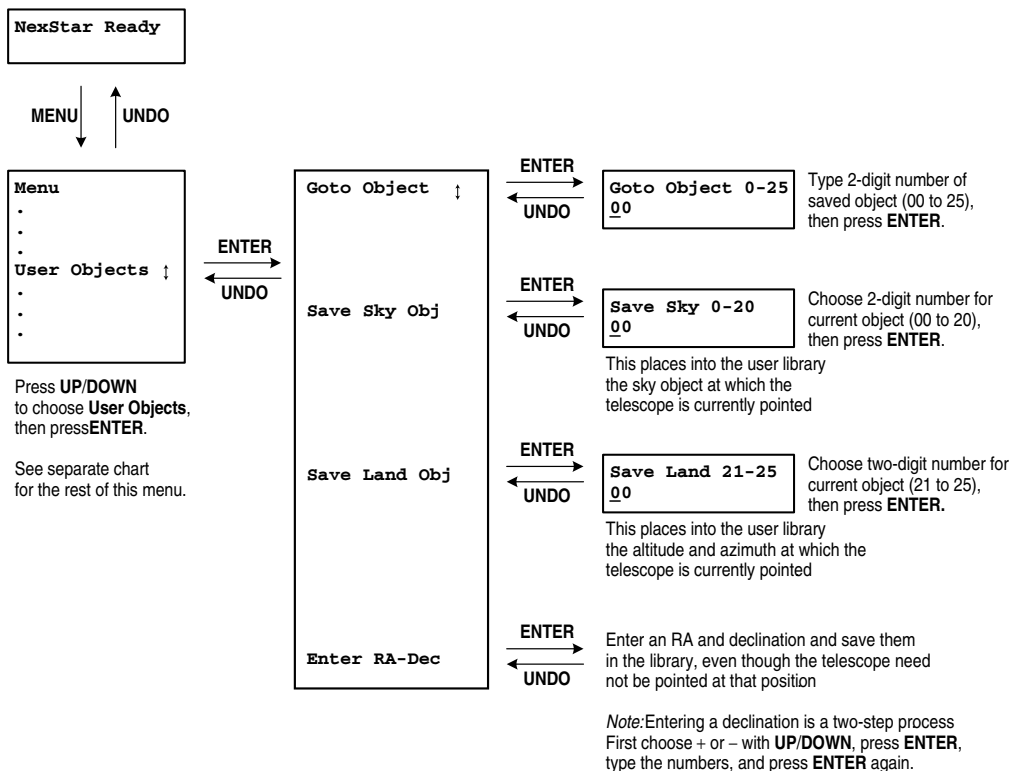 NexStar Ready
MENU
UNDO
Menu
.
.
.
User Objects ↕
.
.
.
Press UP/DOWN
to choose User Objects,
then pressENTER.
See separate chart
for the rest of this menu.
ENTER
UNDO
Goto Object ↕
ENTER
UNDO
Goto Object 0-25
00
Type 2-digit number of
saved object (00 to 25),
then press ENTER.
Save Sky Obj
ENTER
UNDO
Save Sky 0-20
00
Choose 2-digit number for
current object (00 to 20),
then press ENTER.
This places into the user library
the sky object at which the
telescope is currently pointed
Save Land Obj
ENTER
UNDO
Save Land 21-25
00
Choose two-digit number for
current object (21 to 25),
then press ENTER.
This places into the user library
the altitude and azimuth at which the
telescope is currently pointed
Enter RA-Dec
ENTER
UNDO
Enter an RA and declination and save them
in the library, even though the telescope need
not be pointed at that position
Note:Entering a declination is a two-step process
First choose + or – with UP/DOWN, press ENTER,
type the numbers, and press ENTER again.